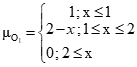 1; x ≤ 1
μ_{O_1} = { 2-x; 1 ≤ x ≤ 2
0; 2 ≤ x